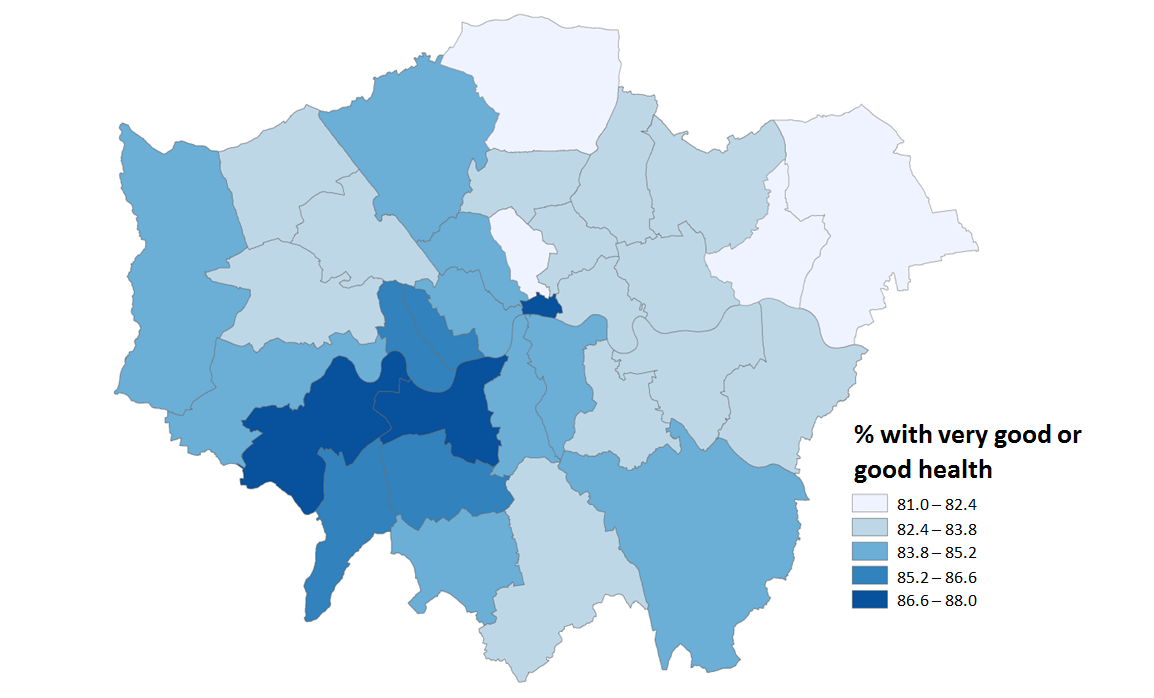 % with very good or
good health
81.0 – 82.4
82.4 – 83.8
83.8 – 85.2
85.2 – 86.6
86.6 – 88.0